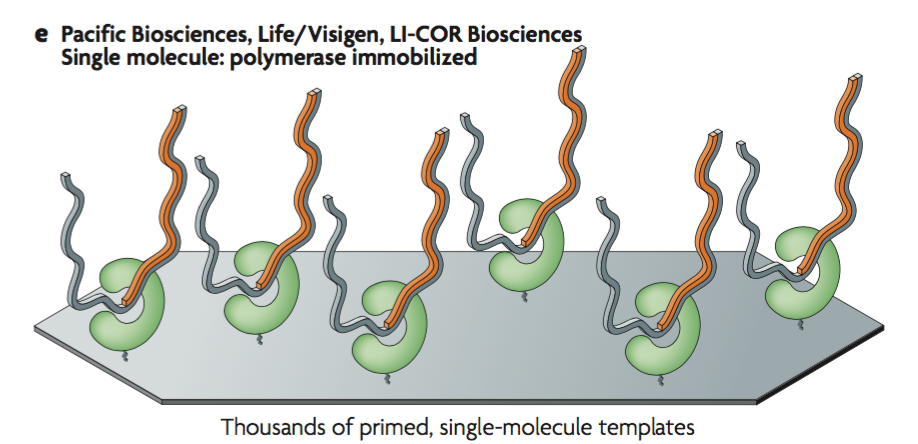 e Pacific Biosciences, Life/Visigen, LI-COR Biosciences
Single molecule: polymerase immobilized
Thousands of primed, single-molecule templates